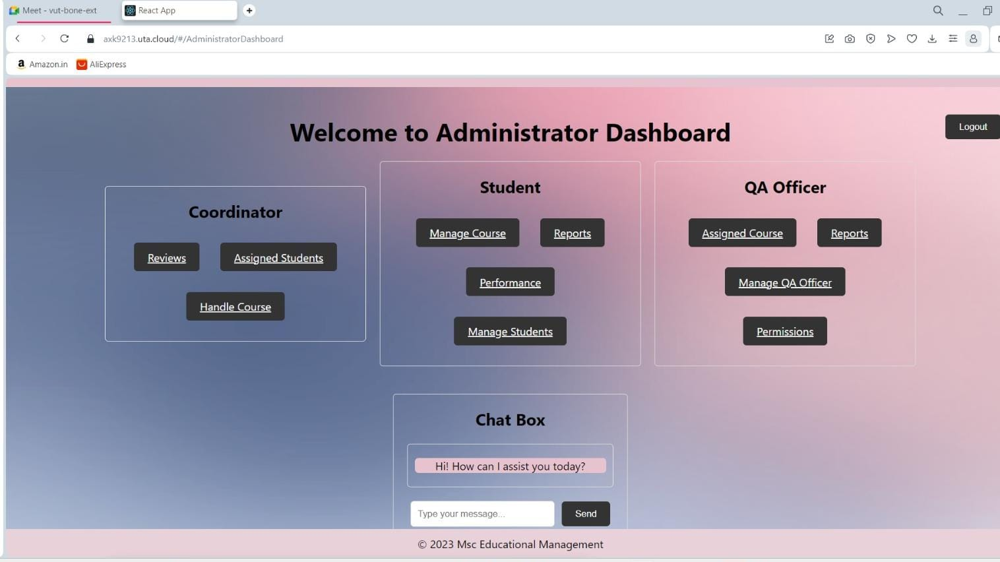 Meet - vut-bone-ext
React App
axk9213.uta.cloud/#/AdministratorDashboard
Amazon.in
AliExpress
Welcome to Administrator Dashboard
Logout
Coordinator
Reviews
Assigned Students
Handle Course
Student
Manage Course
Reports
Performance
Manage Students
QA Officer
Assigned Course
Reports
Manage QA Officer
Permissions
Chat Box
Hi! How can I assist you today?
Type your message...
Send
© 2023 Msc Educational Management